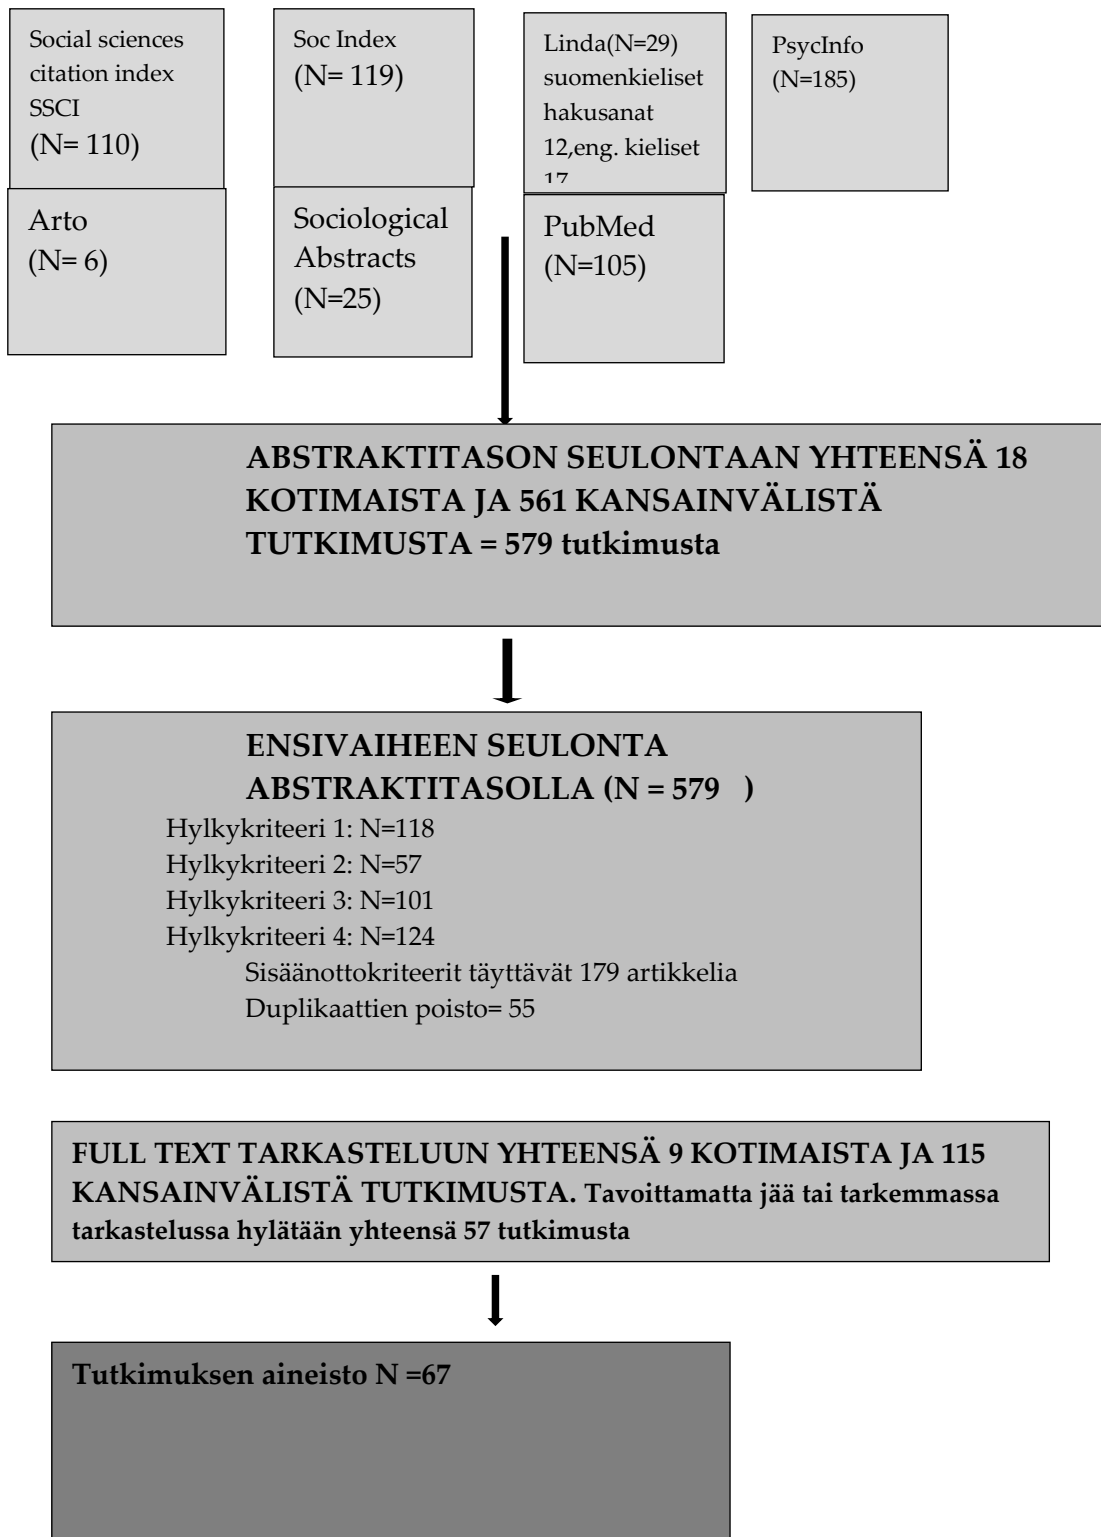 Social sciences
citation index
SSCI
(N= 110)
Soc Index
(N= 119)
Linda(N=29)
suomenkieliset
hakusanat
12,eng. kieliset
17
PsycInfo
(N=185)
Arto
(N= 6)
Sociological
Abstracts
(N=25)
PubMed
(N=105)
ABSTRAKTITASON SEULONTAAN YHTEENSÄ 18
KOTIMAISTA JA 561 KANSAINVÄLISTÄ
TUTKIMUSTA = 579 tutkimusta
ENSIVAIHEEN SEULONTA
ABSTRAKTITASOLLA (N = 579 )
Hylkykriteeri 1: N=118
Hylkykriteeri 2: N=57
Hylkykriteeri 3: N=101
Hylkykriteeri 4: N=124
Sisäänottokriteerit täyttävät 179 artikkelia
Duplikaattien poisto= 55
FULL TEXT TARKASTELUUN YHTEENSÄ 9 KOTIMAISTA JA 115
KANSAINVÄLISTÄ TUTKIMUSTA. Tavoittamatta jää tai tarkemmassa
tarkastelussa hylätään yhteensä 57 tutkimusta
Tutkimuksen aineisto N =67